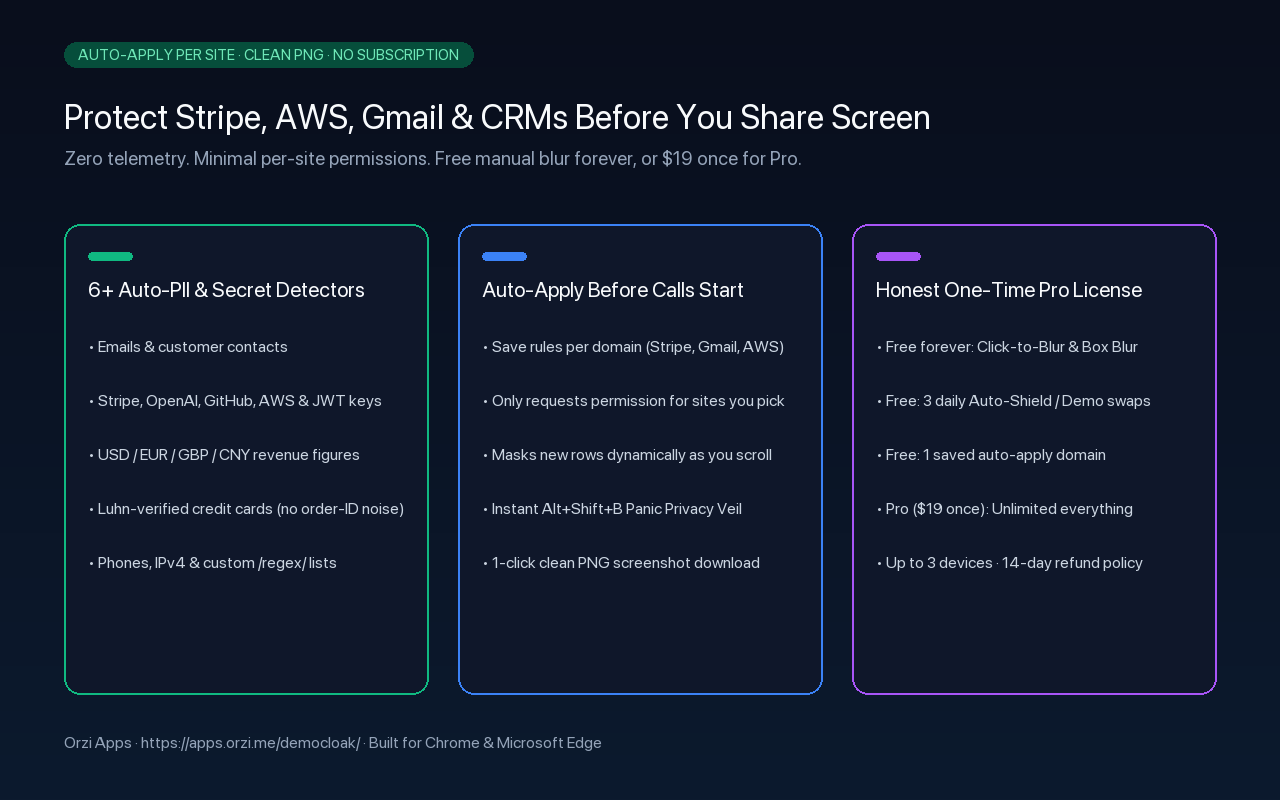 AUTO-APPLY PER SITE · CLEAN PNG · NO SUBSCRIPTION
Protect Stripe, AWS, Gmail & CRMs Before You Share Screen
Zero telemetry. Minimal per-site permissions. Free manual blur forever, or $19 once for Pro.
6+ Auto-PII & Secret Detectors
• Emails & customer contacts
• Stripe, OpenAI, GitHub, AWS & JWT keys
• USD / EUR / GBP / CNY revenue figures
• Luhn-verified credit cards (no order-ID noise)
• Phones, IPv4 & custom /regex/ lists
Auto-Apply Before Calls Start
• Save rules per domain (Stripe, Gmail, AWS)
• Only requests permission for sites you pick
• Masks new rows dynamically as you scroll
• Instant Alt+Shift+B Panic Privacy Veil
• 1-click clean PNG screenshot download
Honest One-Time Pro License
• Free forever: Click-to-Blur & Box Blur
• Free: 3 daily Auto-Shield / Demo swaps
• Free: 1 saved auto-apply domain
• Pro ($19 once): Unlimited everything
• Up to 3 devices · 14-day refund policy
Orzi Apps · https://apps.orzi.me/democloak/ · Built for Chrome & Microsoft Edge